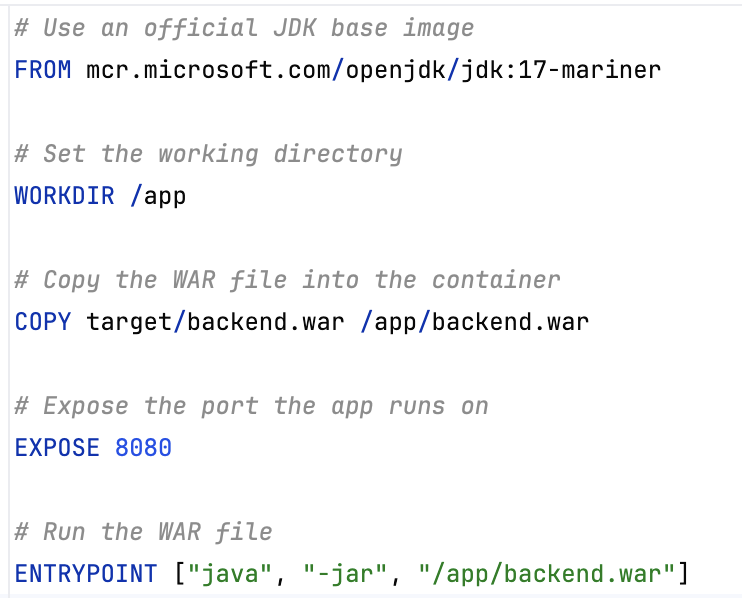 # Use an official JDK base image
FROM mcr.microsoft.com/openjdk/jdk:17-mariner
# Set the working directory
WORKDIR /app
# Copy the WAR file into the container
COPY target/backend.war /app/backend.war
# Expose the port the app runs on
EXPOSE 8080
# Run the WAR file
ENTRYPOINT ["java", "-jar", "/app/backend.war"]